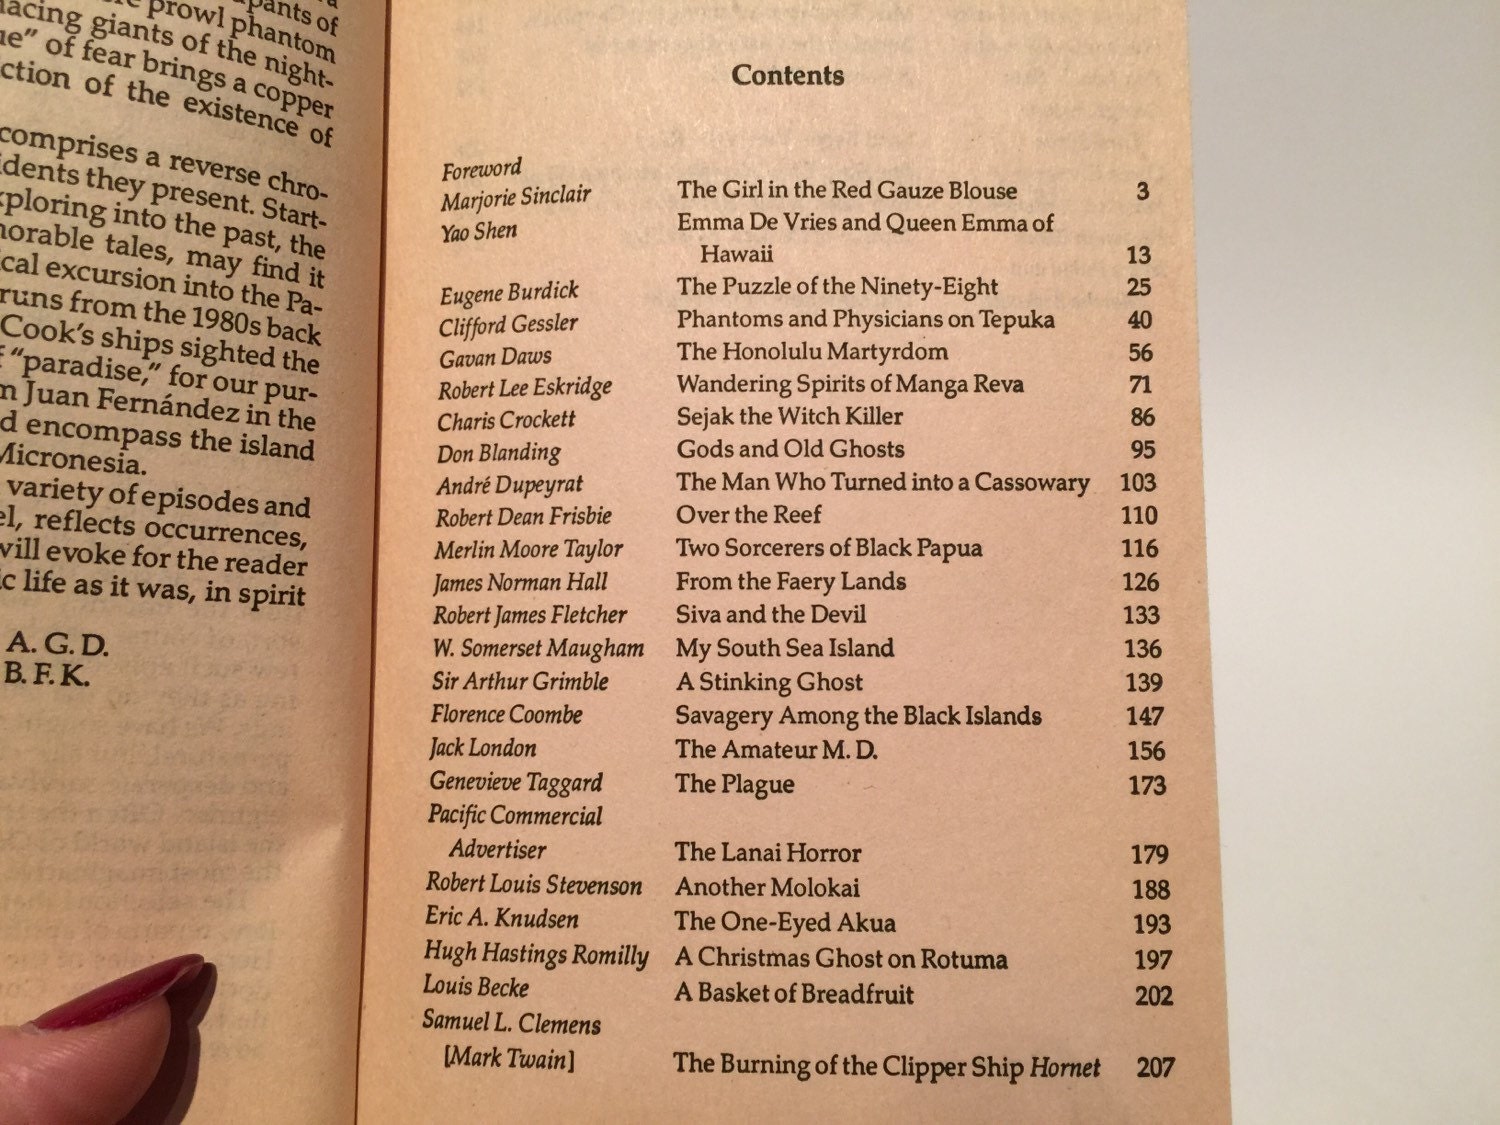 pants of
prowl phantom
acing giants of the night-
ue" of fear brings a copper
ction of the existence of
comprises a reverse chro-
idents they present. Start-
xploring into the past, the
morable tales, may find it
cal excursion into the Pa-
runs from the 1980s back
Cook's ships sighted the
f "paradise," for our pur-
m Juan Fernández in the
d encompass the island
Micronesia.
variety of episodes and
el, reflects occurrences,
will evoke for the reader
ic life as it was, in spirit
A. G. D.
B. F. K.
Contents
Foreword
Marjorie Sinclair The Girl in the Red Gauze Blouse 3
Yao Shen Emma De Vries and Queen Emma of
Hawaii 13
Eugene Burdick The Puzzle of the Ninety-Eight 25
Clifford Gessler Phantoms and Physicians on Tepuka 40
Gavan Daws The Honolulu Martyrdom 56
Robert Lee Eskridge Wandering Spirits of Manga Reva 71
Charis Crockett Sejak the Witch Killer 86
Don Blanding Gods and Old Ghosts 95
André Dupeyrat The Man Who Turned into a Cassowary 103
Robert Dean Frisbie Over the Reef 110
Merlin Moore Taylor Two Sorcerers of Black Papua 116
James Norman Hall From the Faery Lands 126
Robert James Fletcher Siva and the Devil 133
W. Somerset Maugham My South Sea Island 136
Sir Arthur Grimble A Stinking Ghost 139
Florence Coombe Savagery Among the Black Islands 147
Jack London The Amateur M. D. 156
Genevieve Taggard The Plague 173
Pacific Commercial
Advertiser The Lanai Horror 179
Robert Louis Stevenson Another Molokai 188
Eric A. Knudsen The One-Eyed Akua 193
Hugh Hastings Romilly A Christmas Ghost on Rotuma 197
Louis Becke A Basket of Breadfruit 202
Samuel L. Clemens
[Mark Twain] The Burning of the Clipper Ship Hornet 207